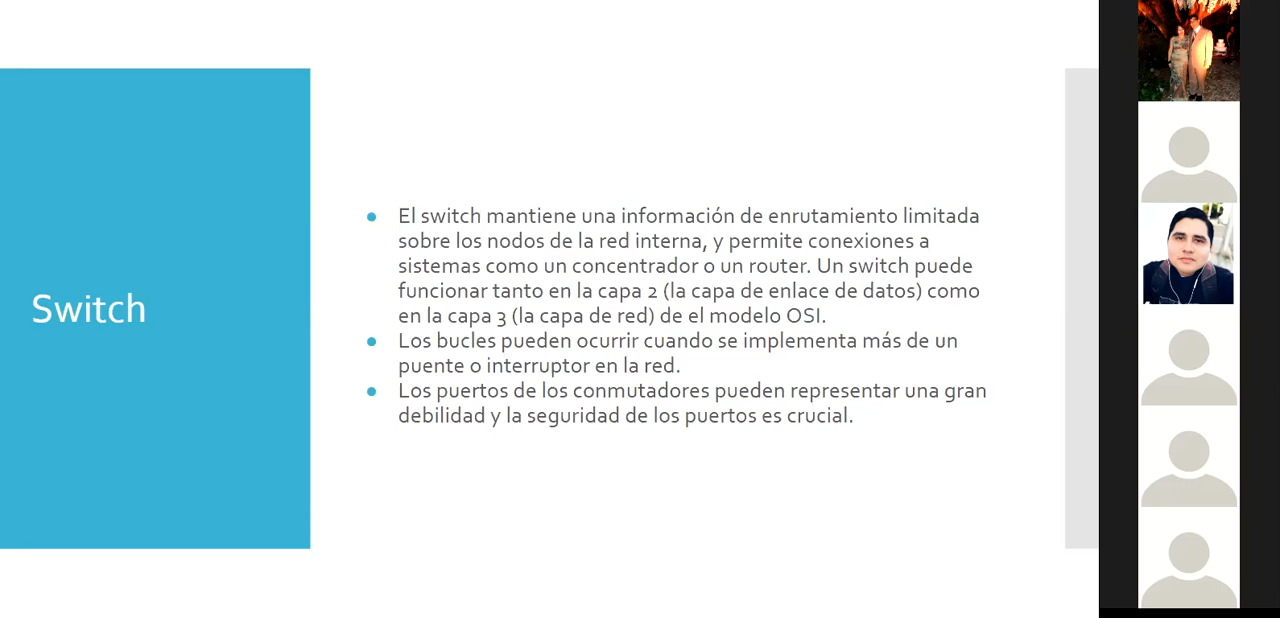 Switch
El switch mantiene una información de enrutamiento limitada
sobre los nodos de la red interna, y permite conexiones a
sistemas como un concentrador o un router. Un switch puede
funcionar tanto en la capa 2 (la capa de enlace de datos) como
en la capa 3 (la capa de red) de el modelo OSI.
Los bucles pueden ocurrir cuando se implementa más de un
puente o interruptor en la red.
Los puertos de los conmutadores pueden representar una gran
debilidad y la seguridad de los puertos es crucial.